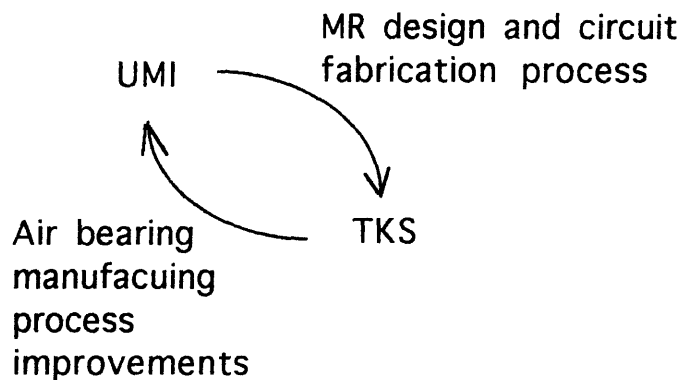 MR design and circuit
fabrication process
UMI
TKS
Air bearing
manufacuing
process
improvements